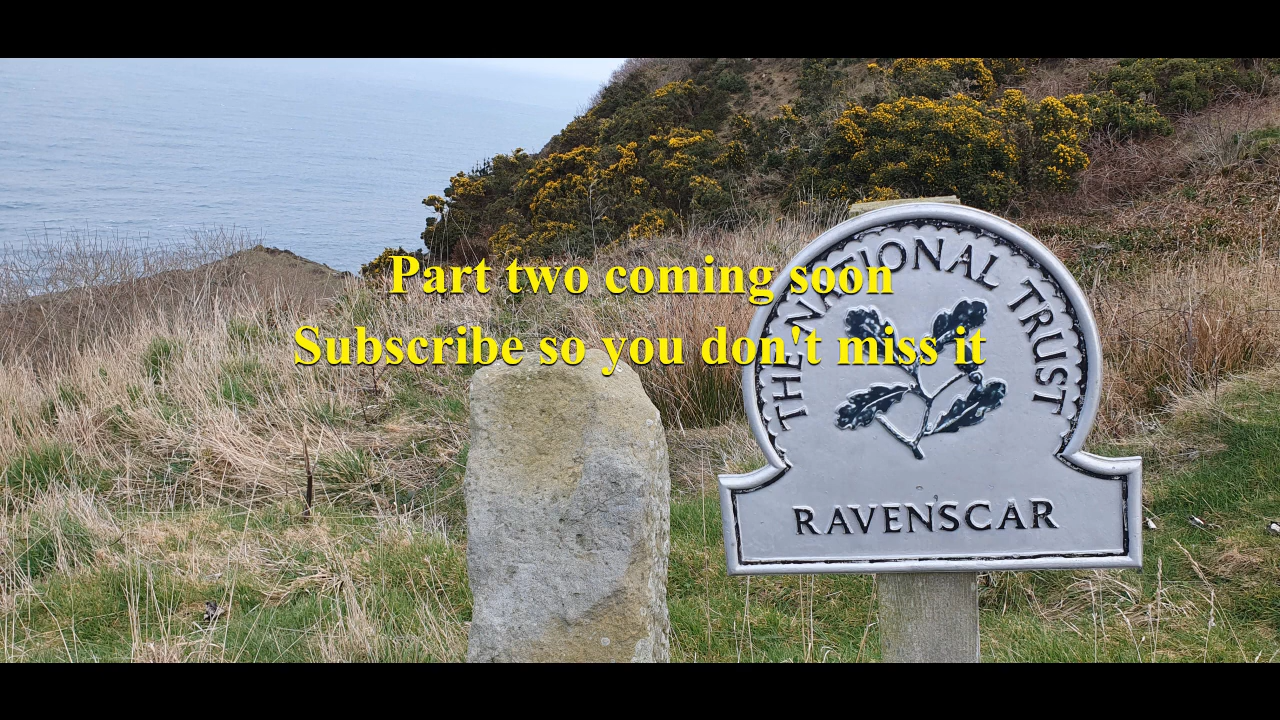 Part two coming soon
Subscribe so you don't miss it
THE NATIONAL TRUST
RAVENSCAR